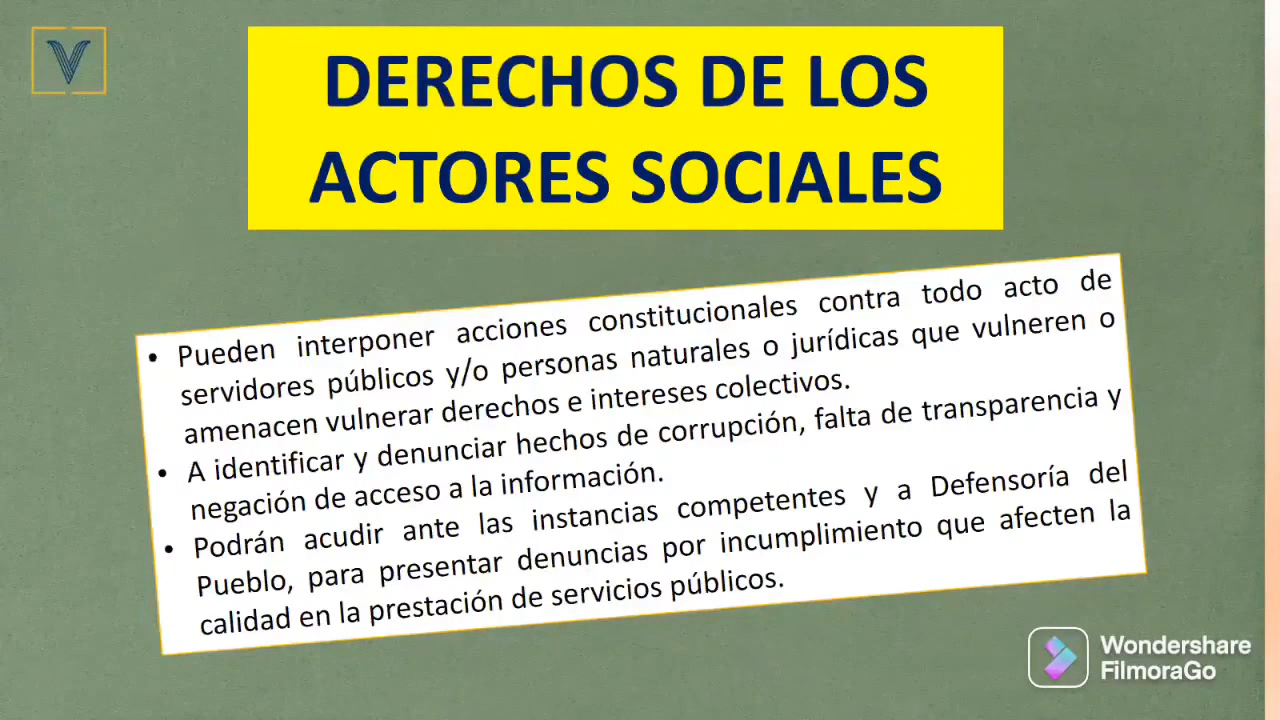 V
DERECHOS DE LOS
ACTORES SOCIALES
• Pueden interponer acciones constitucionales contra todo acto de
servidores públicos y/o personas naturales o jurídicas que vulneren o
amenacen vulnerar derechos e intereses colectivos.
• A identificar y denunciar hechos de corrupción, falta de transparencia y
negación de acceso a la información.
• Podrán acudir ante las instancias competentes y a Defensoría del
Pueblo, para presentar denuncias por incumplimiento que afecten la
calidad en la prestación de servicios públicos.
Wondershare
FilmoraGo